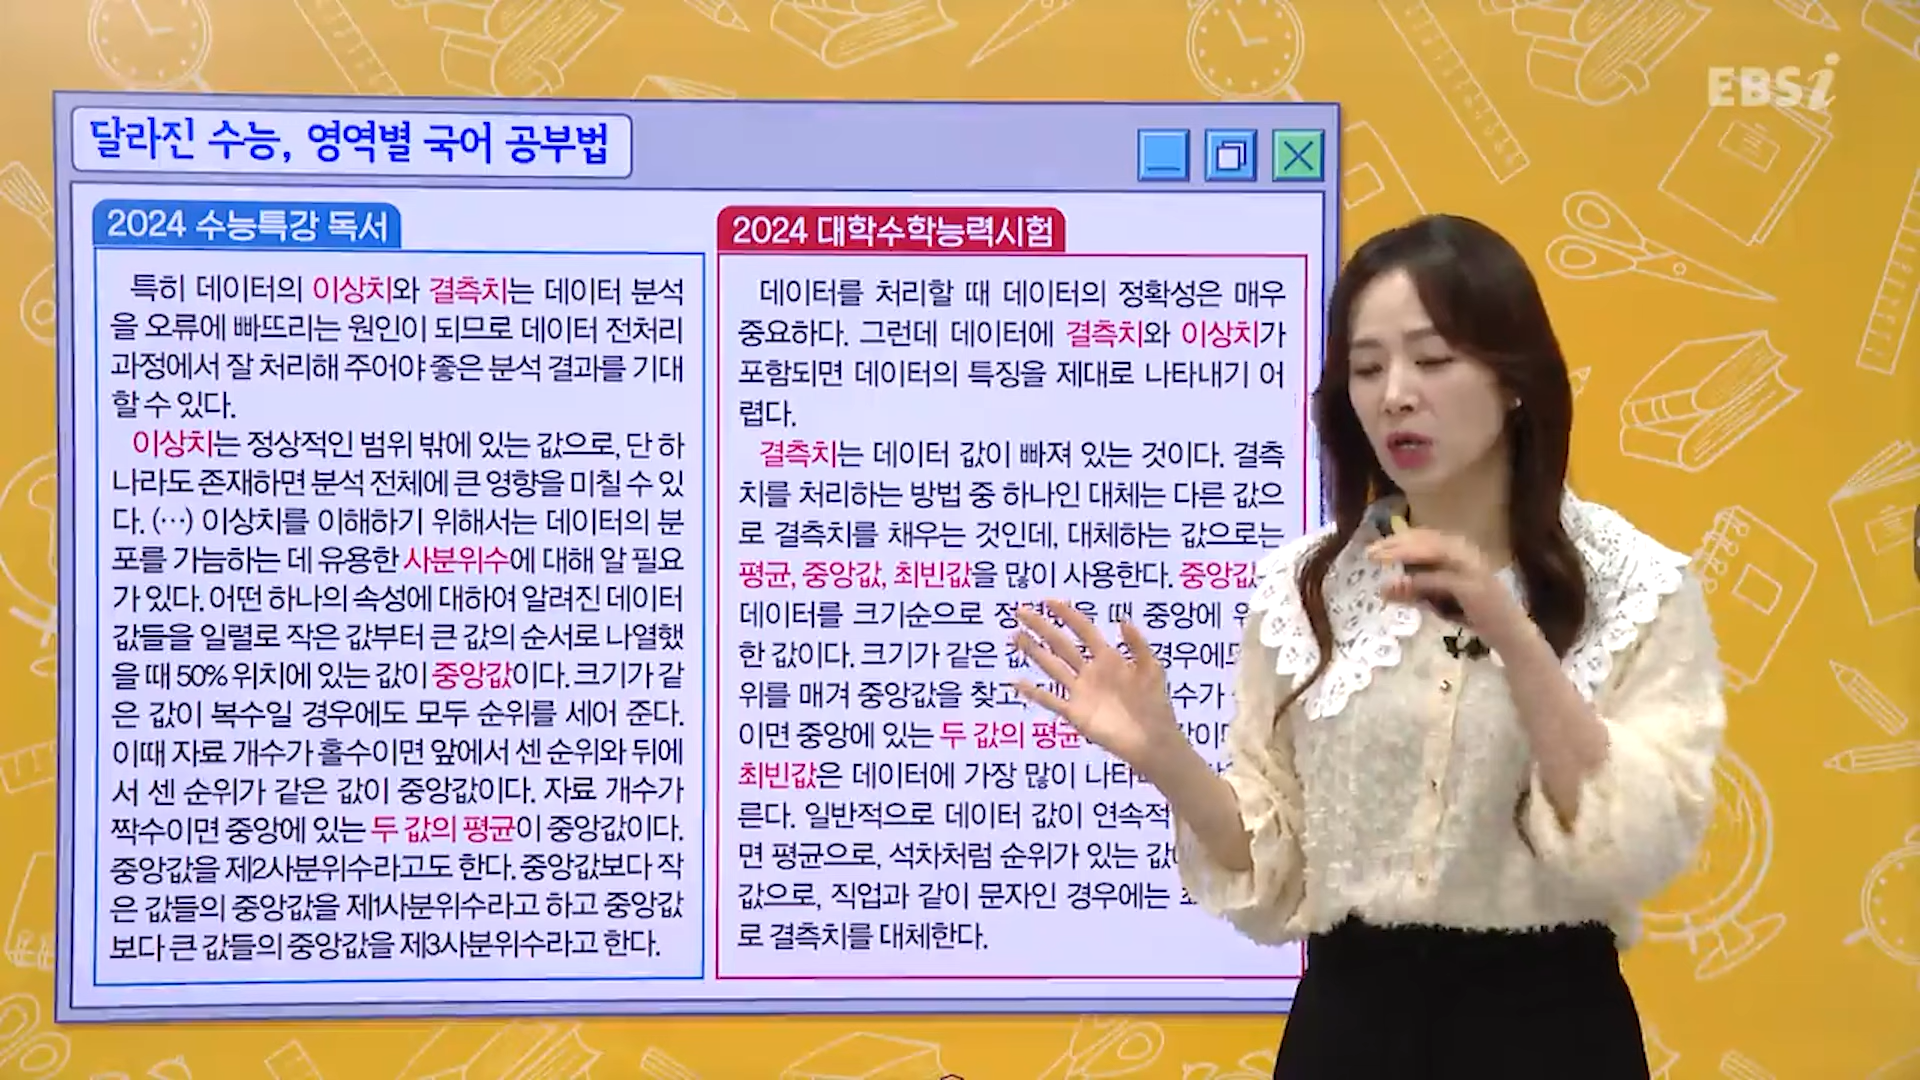 EBSi
달라진 수능, 영역별 국어 공부법
2024 수능특강 독서
특히 데이터의 이상치와 결측치는 데이터 분석
을 오류에 빠뜨리는 원인이 되므로 데이터 전처리
과정에서 잘 처리해 주어야 좋은 분석 결과를 기대
할 수 있다.
이상치는 정상적인 범위 밖에 있는 값으로, 단 하
나라도 존재하면 분석 전체에 큰 영향을 미칠 수 있
다. (…) 이상치를 이해하기 위해서는 데이터의 분
포를 가늠하는 데 유용한 사분위수에 대해 알 필요
가 있다. 어떤 하나의 속성에 대하여 알려진 데이터
값들을 일렬로 작은 값부터 큰 값의 순서로 나열했
을 때 50% 위치에 있는 값이 중앙값이다. 크기가 같
은 값이 복수일 경우에도 모두 순위를 세어 준다.
이때 자료 개수가 홀수이면 앞에서 센 순위와 뒤에
서 센 순위가 같은 값이 중앙값이다. 자료 개수가
짝수이면 중앙에 있는 두 값의 평균이 중앙값이다.
중앙값을 제2사분위수라고도 한다. 중앙값보다 작
은 값들의 중앙값을 제1사분위수라고 하고 중앙값
보다 큰 값들의 중앙값을 제3사분위수라고 한다.
2024 대학수학능력시험
데이터를 처리할 때 데이터의 정확성은 매우
중요하다. 그런데 데이터에 결측치와 이상치가
포함되면 데이터의 특징을 제대로 나타내기 어
렵다.
결측치는 데이터 값이 빠져 있는 것이다. 결측
치를 처리하는 방법 중 하나인 대체는 다른 값으
로 결측치를 채우는 것인데, 대체하는 값으로는
평균, 중앙값, 최빈값을 많이 사용한다. 중앙값
데이터를 크기순으로 때 중앙에
한 값이다. 크기가 같은 경우에도
위를 매겨 중앙값을 찾고,
이면 중앙에 있는 두 값의 평균
최빈값은 데이터에 가장 많이
른다. 일반적으로 데이터 값이 연속적
면 평균으로, 석차처럼 순위가 있는
값으로, 직업과 같이 문자인 경우에는
로 결측치를 대체한다.